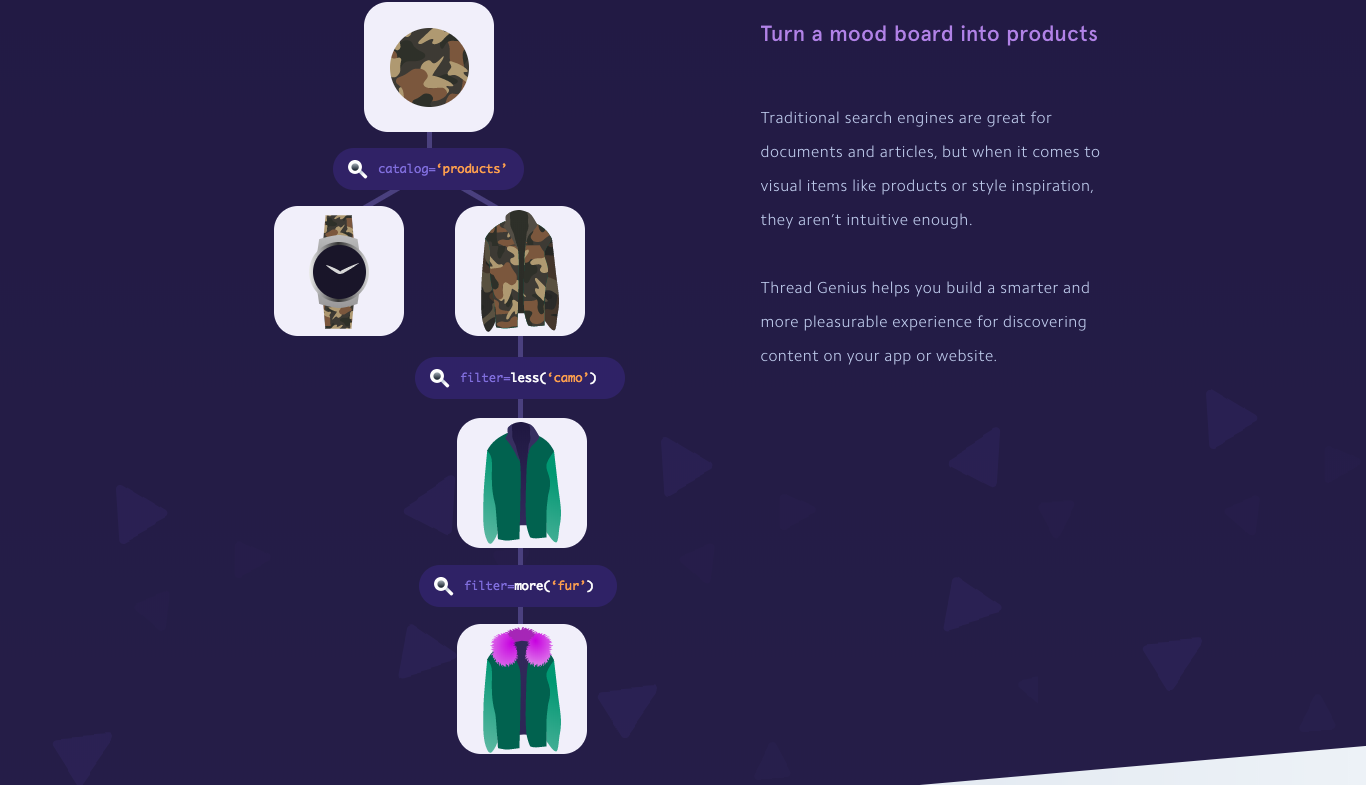 Turn a mood board into products
Traditional search engines are great for
documents and articles, but when it comes to
visual items like products or style inspiration,
they aren’t intuitive enough.
Thread Genius helps you build a smarter and
more pleasurable experience for discovering
content on your app or website.
catalog=‘products’
filter=less(‘camo’)
filter=more(‘fur’)